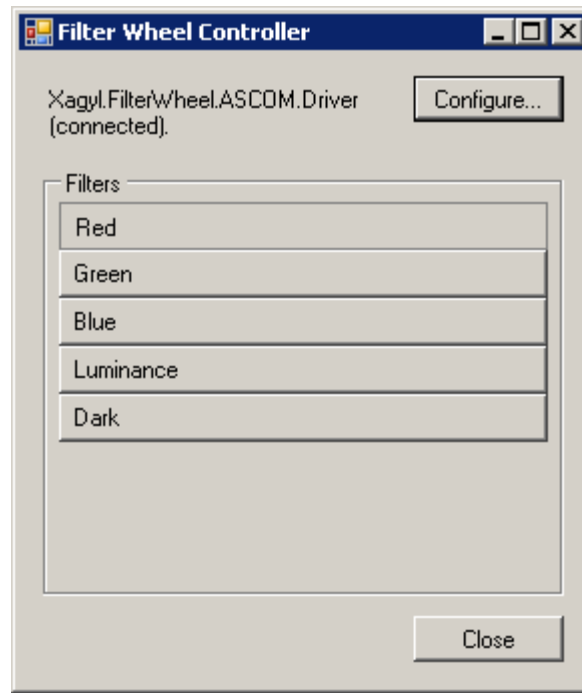 Filter Wheel Controller
Xagyl.FilterWheel.ASCOM.Driver
(connected).
Configure...
Filters
Red
Green
Blue
Luminance
Dark
Close